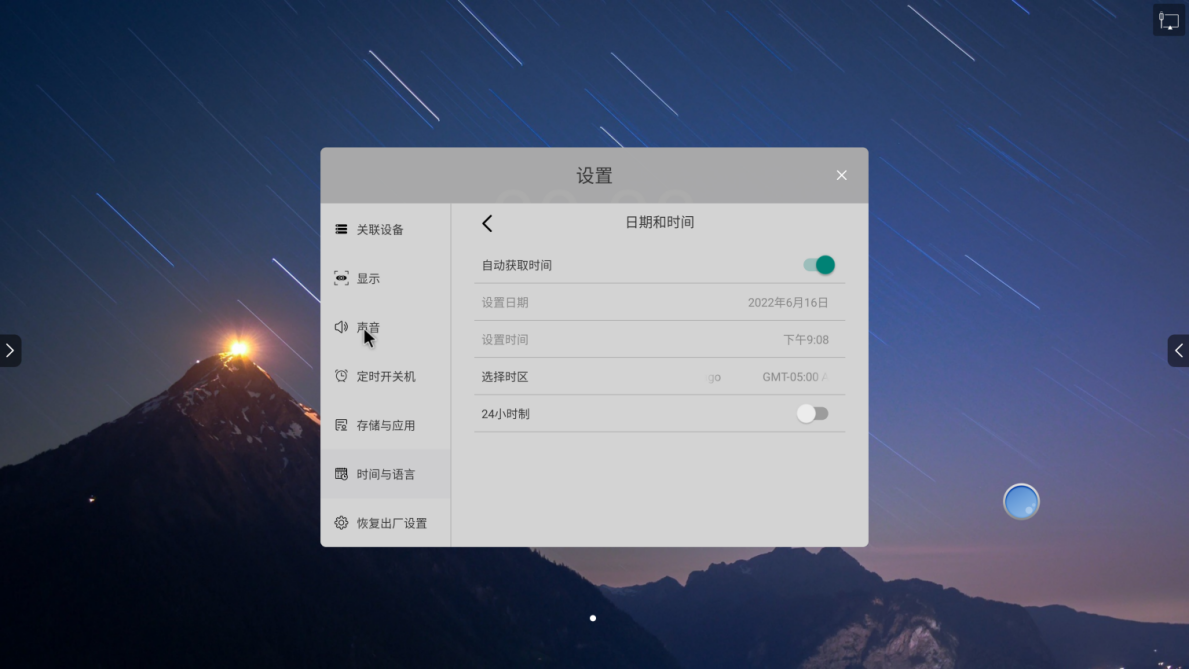 设置
关联设备
显示
声音
定时开关机
存储与应用
时间与语言
恢复出厂设置
日期和时间
自动获取时间
设置日期 2022年6月16日
设置时间 下午9:08
选择时区 go GMT-05:00
24小时制